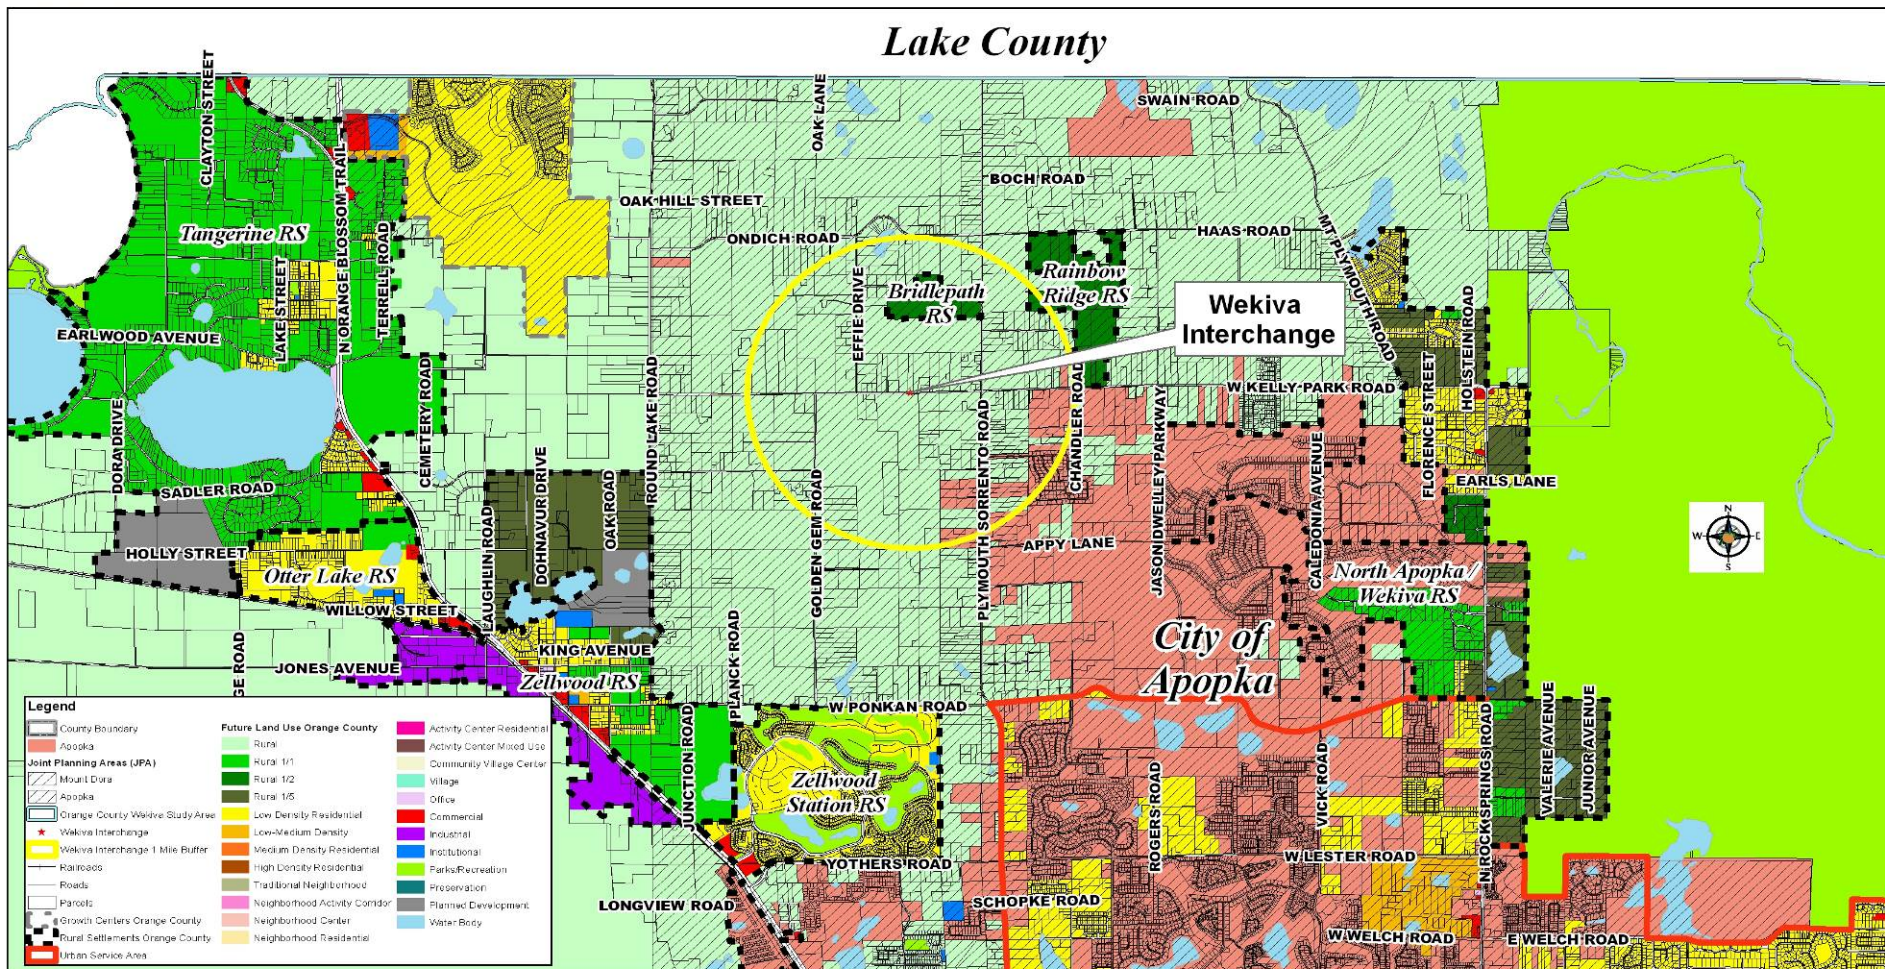 Lake County
CLAYTON STREET
OAK LANE
SWAIN ROAD
N ORANGE BLOSSOM TRAIL
BOCH ROAD
OAK HILL STREET
Tangerine RS
TERRELL ROAD
ONDICH ROAD
HAAS ROAD
MT PLYMOUTH ROAD
LAKE STREET
EFFIE DRIVE
Bridlepath
RS
Rainbow
Ridge RS
Wekiva
Interchange
EARLWOOD AVENUE
HOLSTEIN ROAD
FLORENCE STREET
W KELLY PARK ROAD
DORA DRIVE
CEMETERY ROAD
ROUND LAKE ROAD
PLYMOUTH SORRENTO ROAD
CHANDLER ROAD
JASON DWELLEY PARKWAY
CALEDONIA AVENUE
SADLER ROAD
EARLS LANE
LAUGHLIN ROAD
DOHNAVUR DRIVE
OAK ROAD
GOLDEN GEM ROAD
HOLLY STREET
APPY LANE
N
W
E
S
Otter Lake RS
North Apopka /
Wekiva RS
WILLOW STREET
City of
Apopka
GE ROAD
JONES AVENUE
KING AVENUE
Zellwood RS
PLANCK ROAD
W PONKAN ROAD
JUNCTION ROAD
Zellwood
Station RS
ROGERS ROAD
VICK ROAD
N ROCK SPRINGS ROAD
VALERIE AVENUE
JUNIOR AVENUE
YOTHERS ROAD
W LESTER ROAD
LONGVIEW ROAD
SCHOPKE ROAD
W WELCH ROAD
E WELCH ROAD
Legend
County Boundary
Apopka
Joint Planning Areas (JPA)
Mount Dora
Apopka
Orange County Wekiva Study Area
Wekiva Interchange
Wekiva Interchange 1 Mile Buffer
Railroads
Roads
Parcels
Growth Centers Orange County
Rural Settlements Orange County
Urban Service Area
Future Land Use Orange County
Rural
Rural 1/1
Rural 1/2
Rural 1/5
Low Density Residential
Low-Medium Density
Medium Density Residential
High Density Residential
Traditional Neighborhood
Neighborhood Activity Corridor
Neighborhood Center
Neighborhood Residential
Activity Center Residential
Activity Center Mixed Use
Community Village Center
Village
Office
Commercial
Industrial
Institutional
Parks/Recreation
Preservation
Planned Development
Water Body